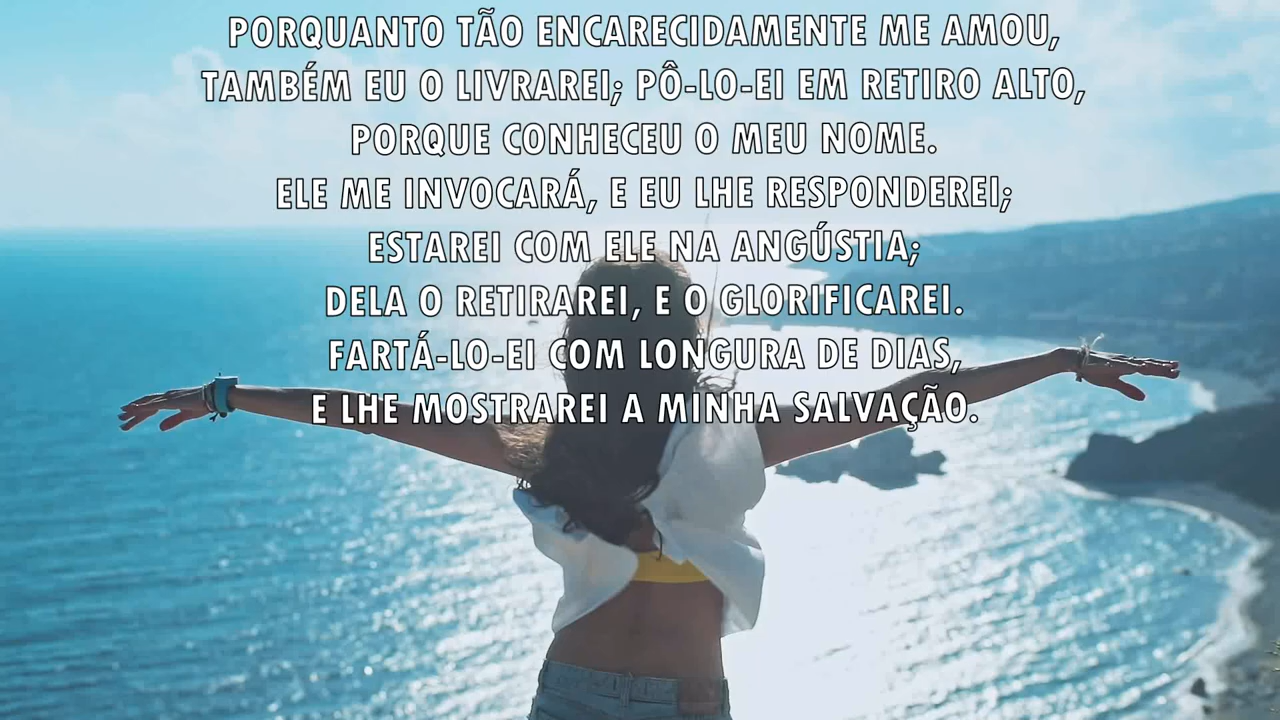 PORQUANTO TÃO ENCARECIDAMENTE ME AMOU,
TAMBÉM EU O LIVRAREI; PÔ-LO-EI EM RETIRO ALTO,
PORQUE CONHECEU O MEU NOME.
ELE ME INVOCARÁ, E EU LHE RESPONDEREI;
ESTAREI COM ELE NA ANGÚSTIA;
DELA O RETIRAREI, E O GLORIFICAREI.
FARTÁ-LO-EI COM LONGURA DE DIAS,
E LHE MOSTRAREI A MINHA SALVAÇÃO.